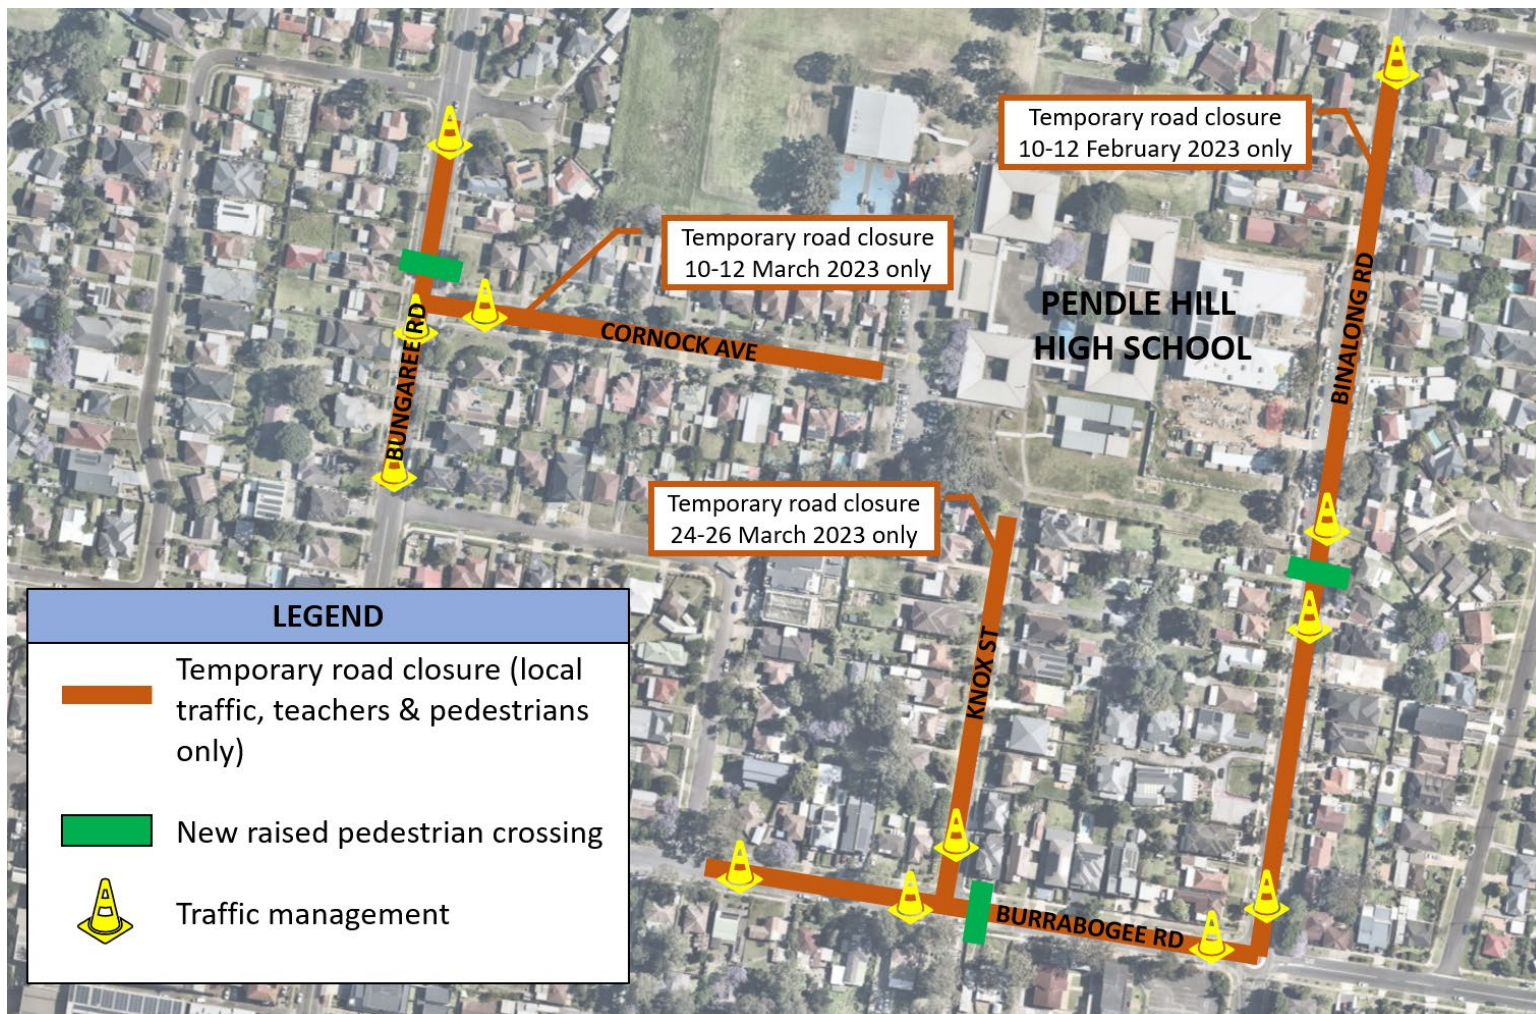 Temporary road closure
10-12 February 2023 only
Temporary road closure
10-12 March 2023 only
PENDLE HILL
HIGH SCHOOL
BINALONG RD
CORNOCK AVE
BUNGAREE RD
Temporary road closure
24-26 March 2023 only
KNOX ST
BURRABOGEE RD
LEGEND
Temporary road closure (local
traffic, teachers & pedestrians
only)
New raised pedestrian crossing
Traffic management